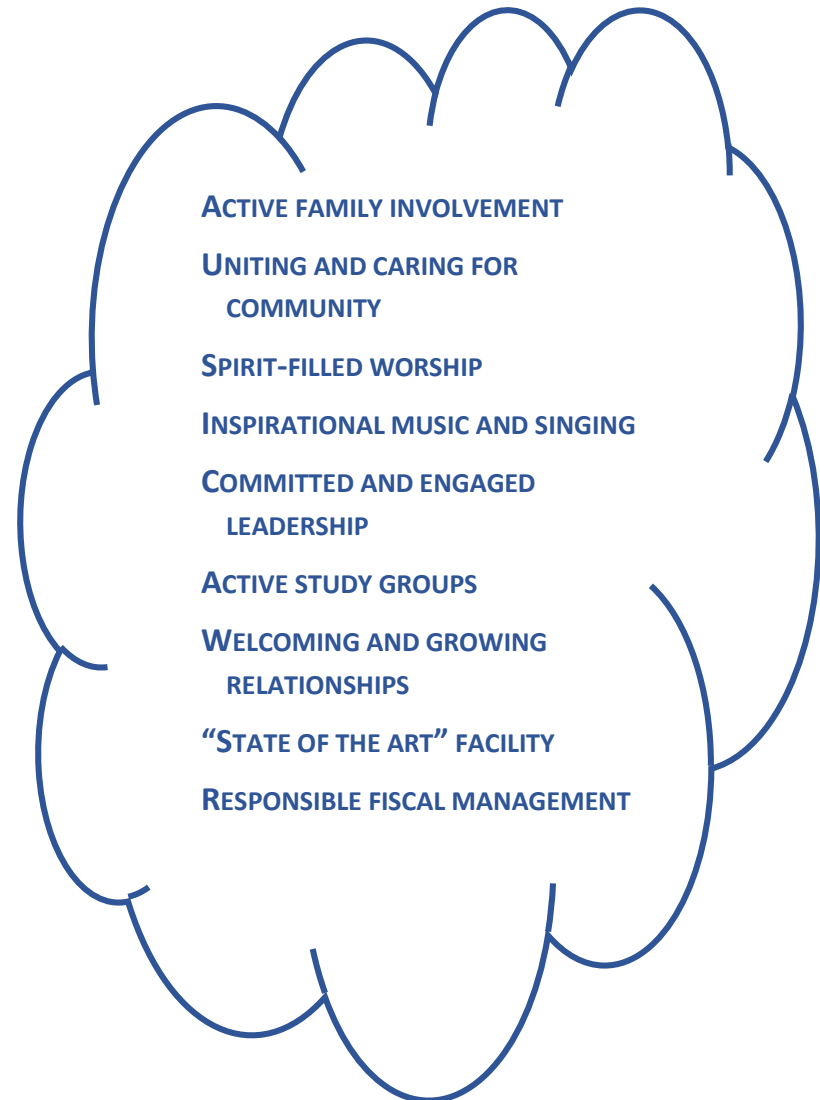 ACTIVE FAMILY INVOLVEMENT
UNITING AND CARING FOR
COMMUNITY
SPIRIT-FILLED WORSHIP
INSPIRATIONAL MUSIC AND SINGING
COMMITTED AND ENGAGED
LEADERSHIP
ACTIVE STUDY GROUPS
WELCOMING AND GROWING
RELATIONSHIPS
“STATE OF THE ART” FACILITY
RESPONSIBLE FISCAL MANAGEMENT